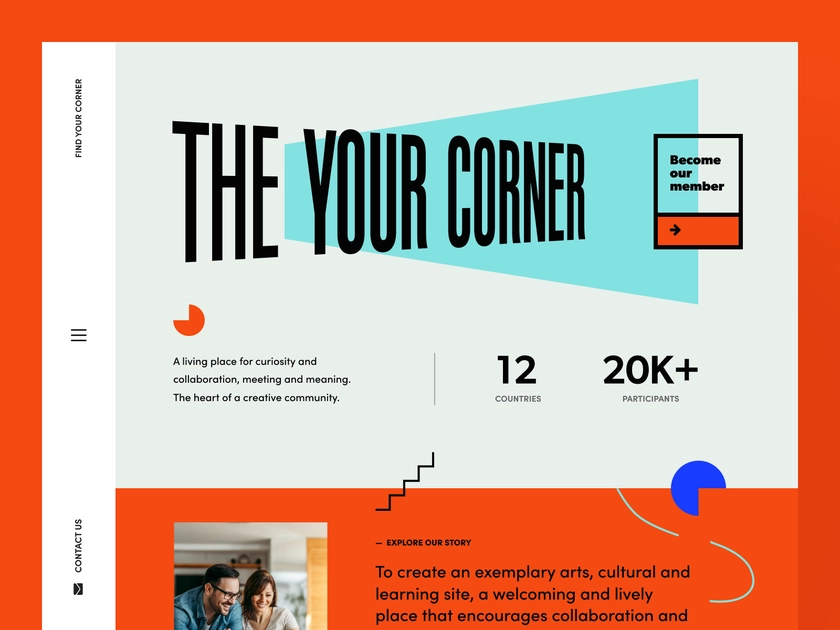 FIND YOUR CORNER
THE YOUR CORNER
Become
our
member
A living place for curiosity and
collaboration, meeting and meaning.
The heart of a creative community.
12
COUNTRIES
20K+
PARTICIPANTS
CONTACT US
— EXPLORE OUR STORY
To create an exemplary arts, cultural and
learning site, a welcoming and lively
place that encourages collaboration and